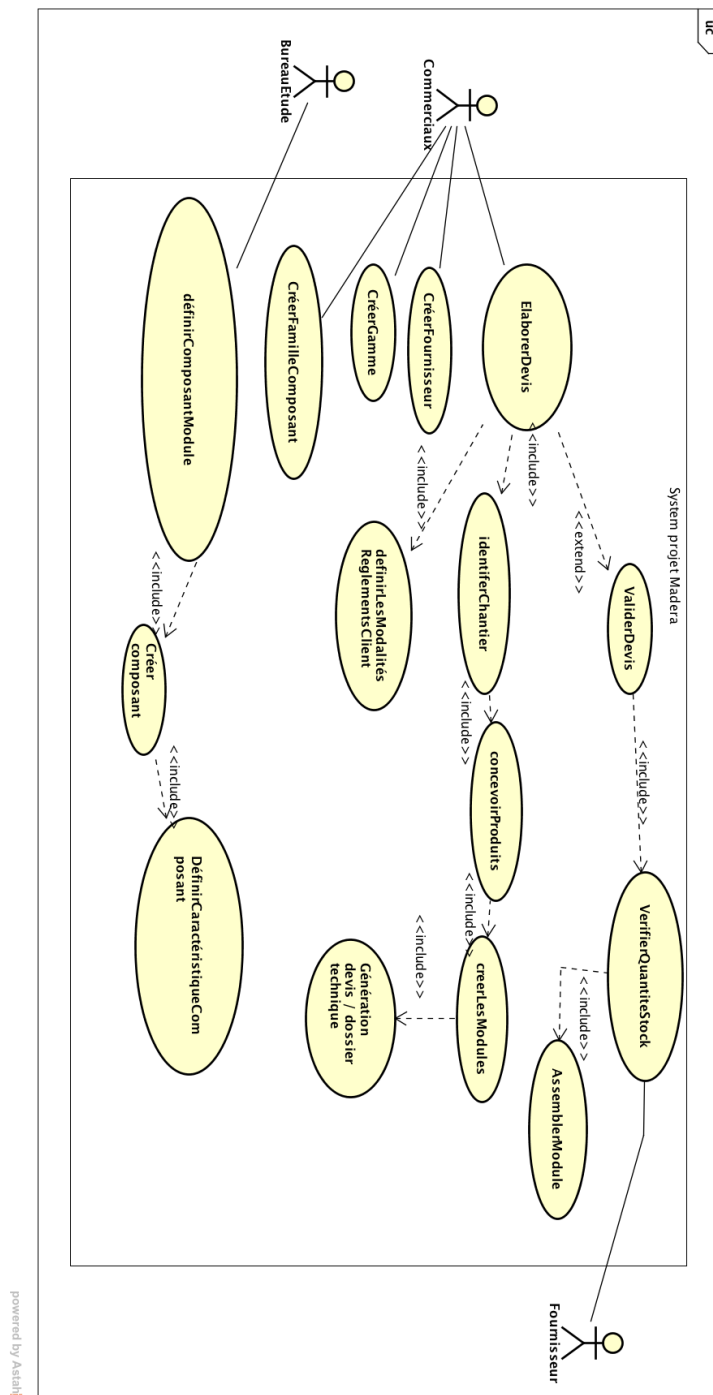 uc
System projet Madera
Commerciaux
BureauEtude
Fournisseur
ElaborerDevis
CréerFournisseur
CréerGamme
CréerFamilleComposant
définirComposantModule
<<extend>>
<include>>
<<include>>
ValiderDevis
identiferChantier
definirLesModalités
ReglementsClient
<<include>>
<<include>>
<<include>>
<<include>>
VerifierQuantiteStock
concevoirProduits
creerLesModules
<<include>>
AssemblerModule
<<include>>
Génération
devis / dossier
technique
Créer
composant
<<include>>
DéfinirCaractéristiqueCom
posant
powered by Astah